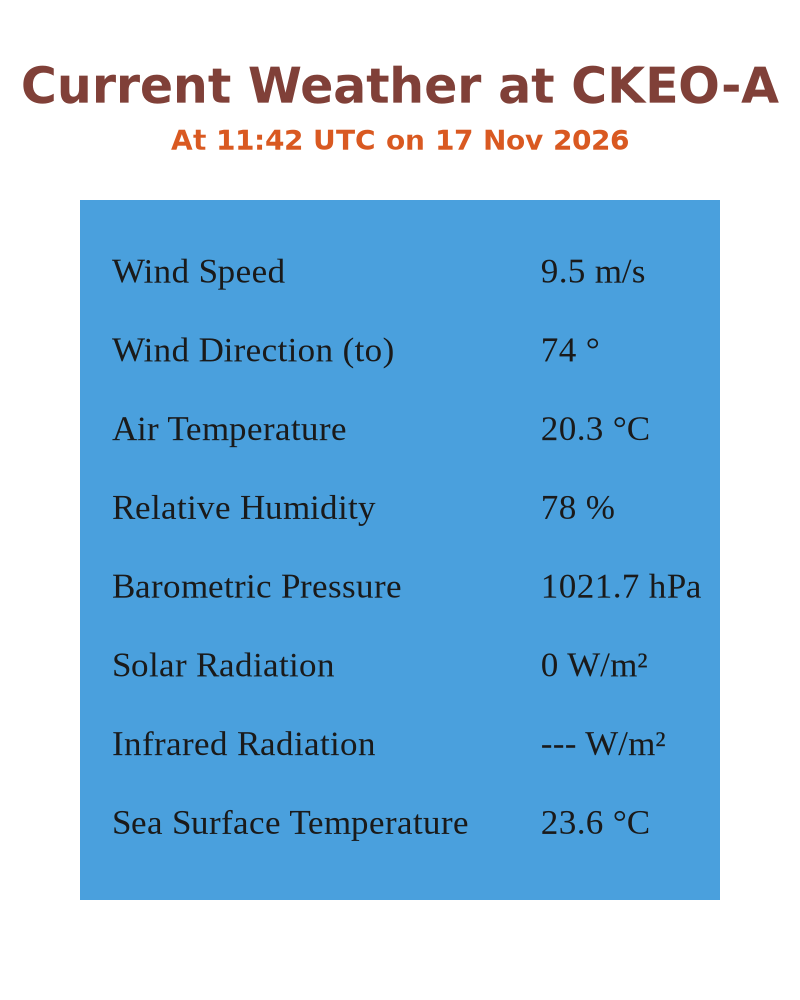 Current Weather at CKEO-A
At 11:42 UTC on 17 Nov 2026
Wind Speed 9.5 m/s
Wind Direction (to) 74 °
Air Temperature 20.3 °C
Relative Humidity 78 %
Barometric Pressure 1021.7 hPa
Solar Radiation 0 W/m²
Infrared Radiation --- W/m²
Sea Surface Temperature 23.6 °C